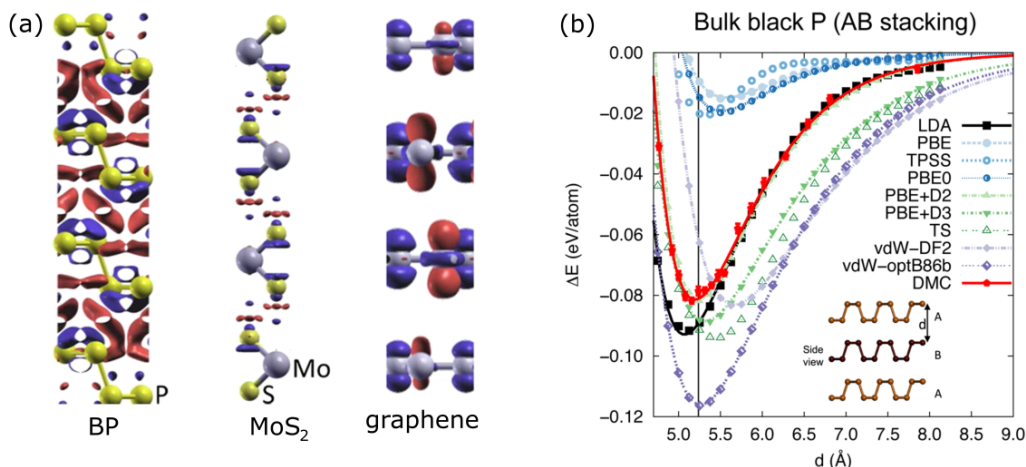 (a)
P
BP
Mo
S
MoS₂
graphene
(b)
Bulk black P (AB stacking)
0.00
−0.02
−0.04
−0.06
−0.08
−0.10
−0.12
ΔE (eV/atom)
LDA
PBE
TPSS
PBE0
PBE+D2
PBE+D3
TS
vdW−DF2
vdW−optB86b
DMC
A
d
Side
view
B
A
5.0 5.5 6.0 6.5 7.0 7.5 8.0 8.5 9.0
d (Å)